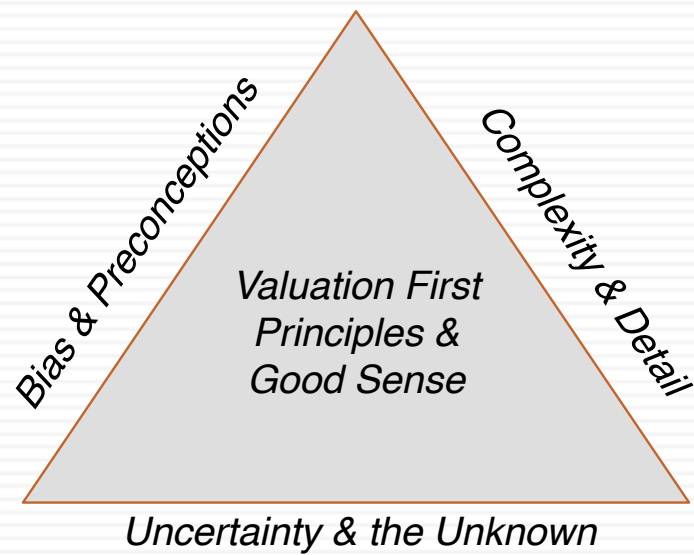 Bias & Preconceptions
Complexity & Detail
Valuation First
Principles &
Good Sense
Uncertainty & the Unknown